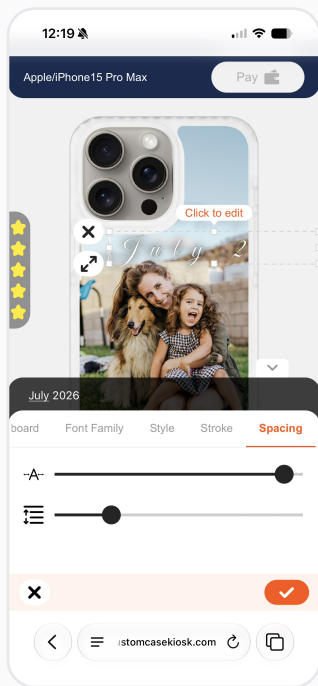 12:19
Apple/iPhone15 Pro Max
Pay
Click to edit
July 2
July 2026
board
Font Family
Style
Stroke
Spacing
-A-
stomcasekiosk.com